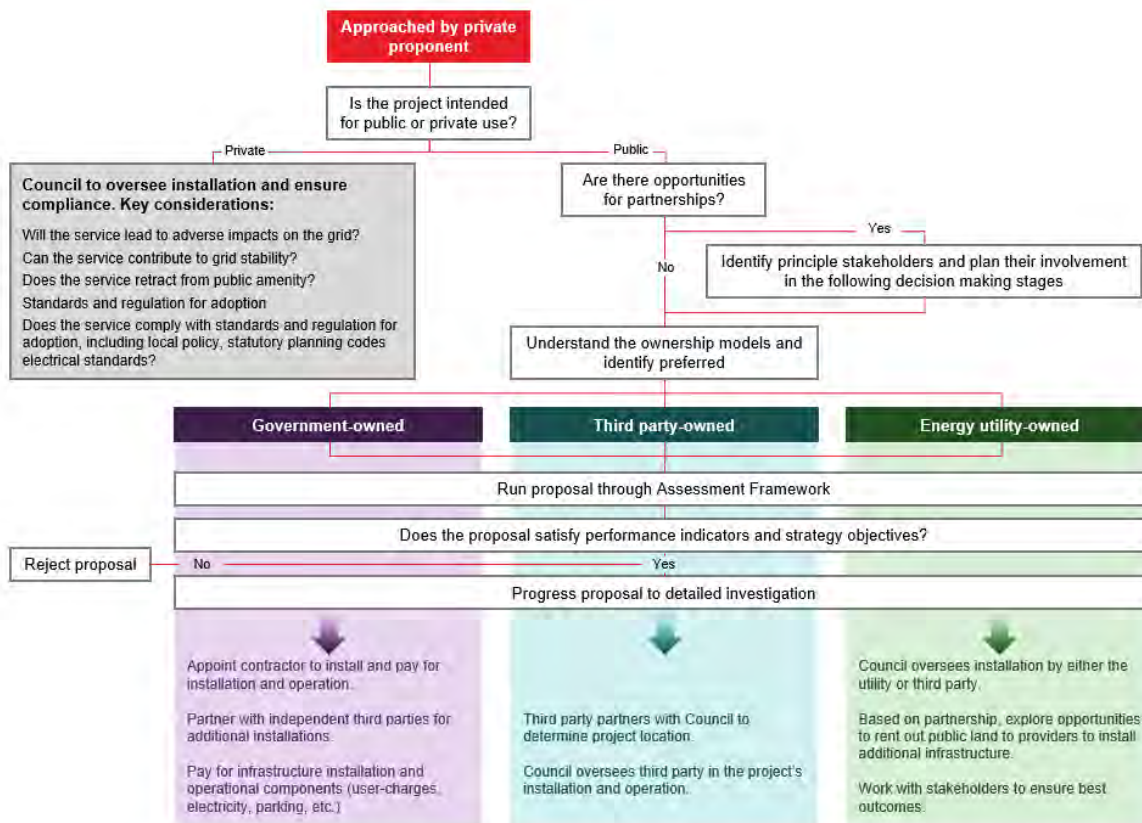 Approached by private
proponent
Is the project intended
for public or private use?
Private
Public
Council to oversee installation and ensure
compliance. Key considerations:
Will the service lead to adverse impacts on the grid?
Can the service contribute to grid stability?
Does the service retract from public amenity?
Standards and regulation for adoption
Does the service comply with standards and regulation for
adoption, including local policy, statutory planning codes
electrical standards?
Are there opportunities
for partnerships?
Yes
No
Identify principle stakeholders and plan their involvement
in the following decision making stages
Understand the ownership models and
identify preferred
Government-owned
Third party-owned
Energy utility-owned
Run proposal through Assessment Framework
Does the proposal satisfy performance indicators and strategy objectives?
Reject proposal
No
Yes
Progress proposal to detailed investigation
Appoint contractor to install and pay for
installation and operation.
Partner with independent third parties for
additional installations.
Pay for infrastructure installation and
operational components (user-charges,
electricity, parking, etc.)
Third party partners with Council to
determine project location.
Council oversees third party in the project's
installation and operation.
Council oversees installation by either the
utility or third party.
Based on partnership, explore opportunities
to rent out public land to providers to install
additional infrastructure.
Work with stakeholders to ensure best
outcomes.